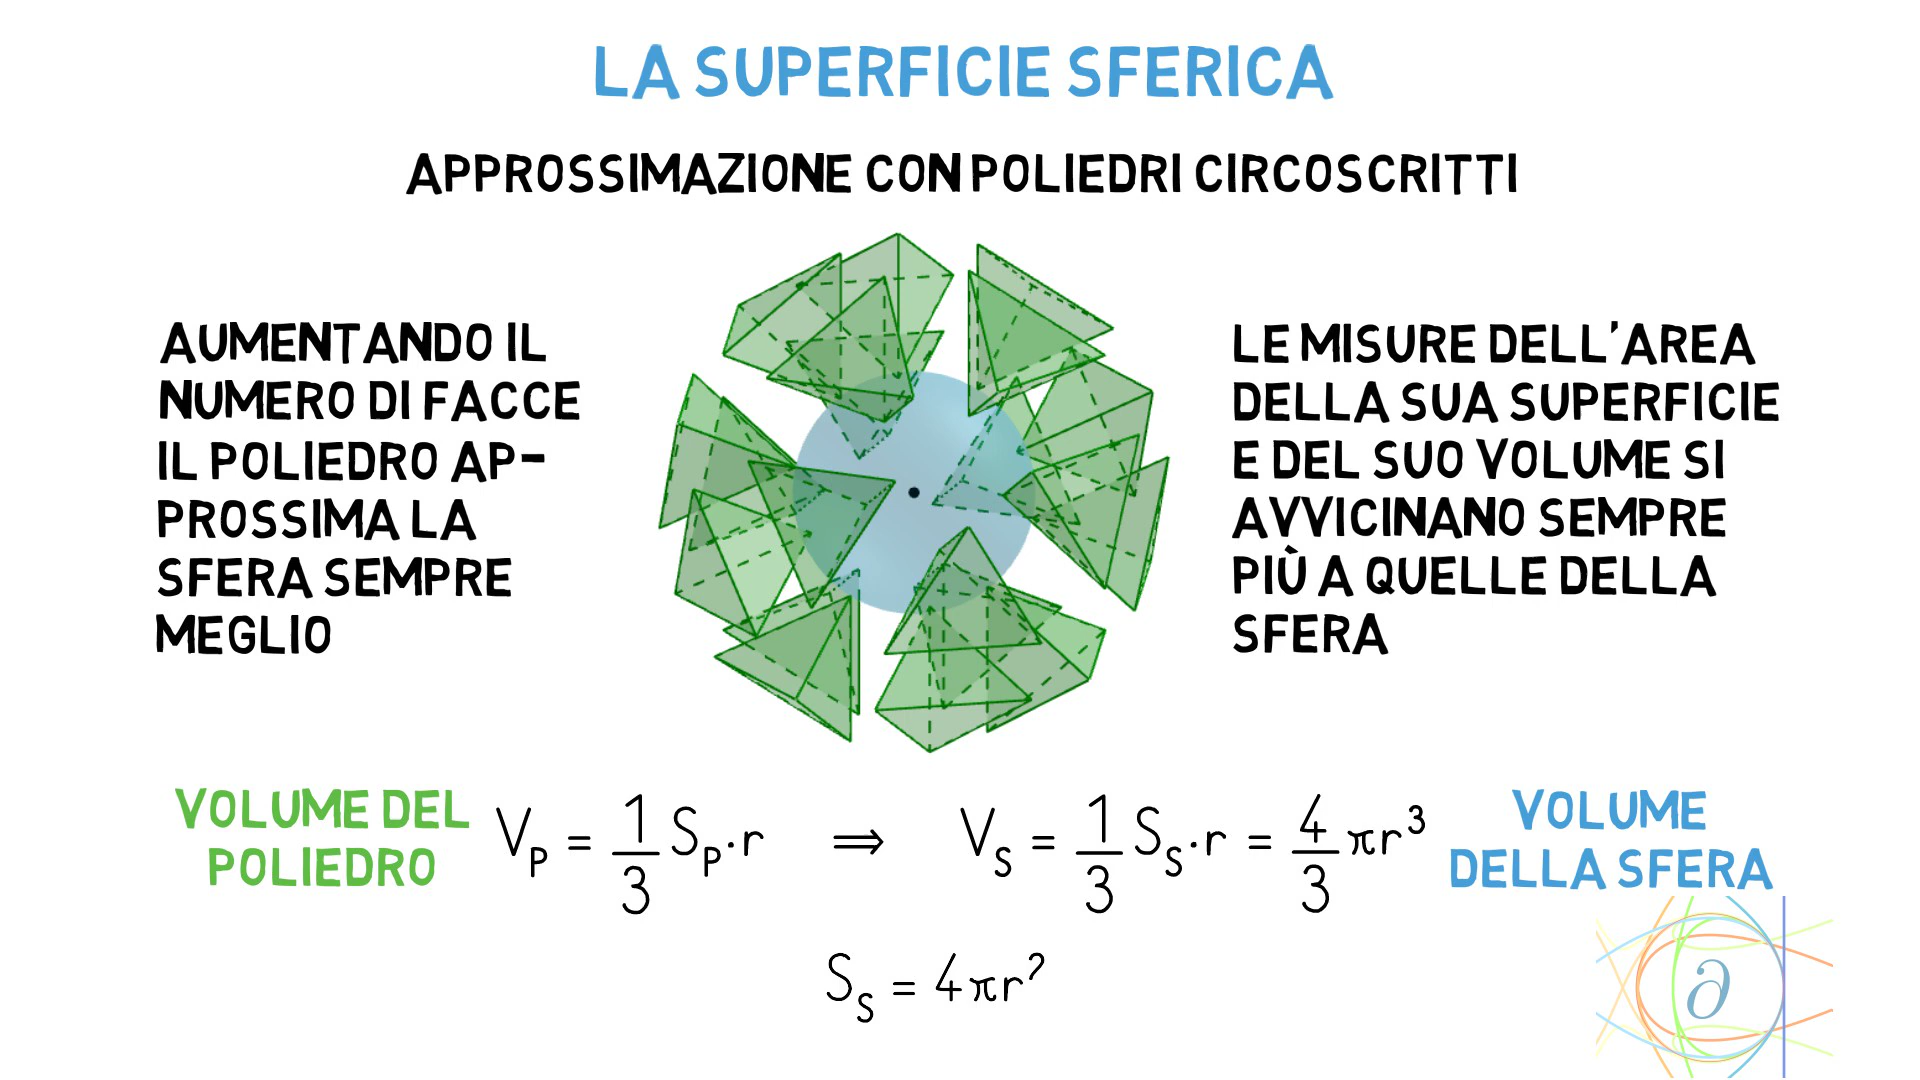 LA SUPERFICIE SFERICA
APPROSSIMAZIONE CON POLIEDRI CIRCOSCRITTI
AUMENTANDO IL
NUMERO DI FACCE
IL POLIEDRO AP-
PROSSIMA LA
SFERA SEMPRE
MEGLIO
LE MISURE DELL'AREA
DELLA SUA SUPERFICIE
E DEL SUO VOLUME SI
AVVICINANO SEMPRE
PIÙ A QUELLE DELLA
SFERA
VOLUME DEL
POLIEDRO
V_P = 1/3 S_P · r ⟹ V_S = 1/3 S_S · r = 4/3 πr³
VOLUME
DELLA SFERA
S_S = 4πr²
∂